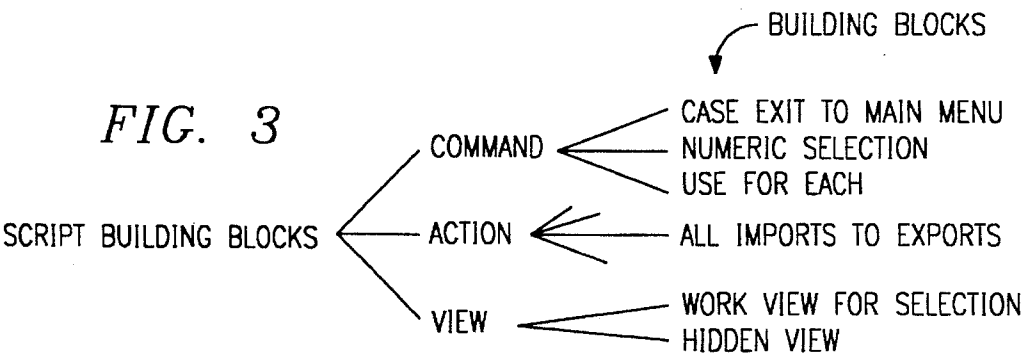 BUILDING BLOCKS
FIG. 3
CASE EXIT TO MAIN MENU
COMMAND
NUMERIC SELECTION
USE FOR EACH
SCRIPT BUILDING BLOCKS
ACTION
ALL IMPORTS TO EXPORTS
VIEW
WORK VIEW FOR SELECTION
HIDDEN VIEW